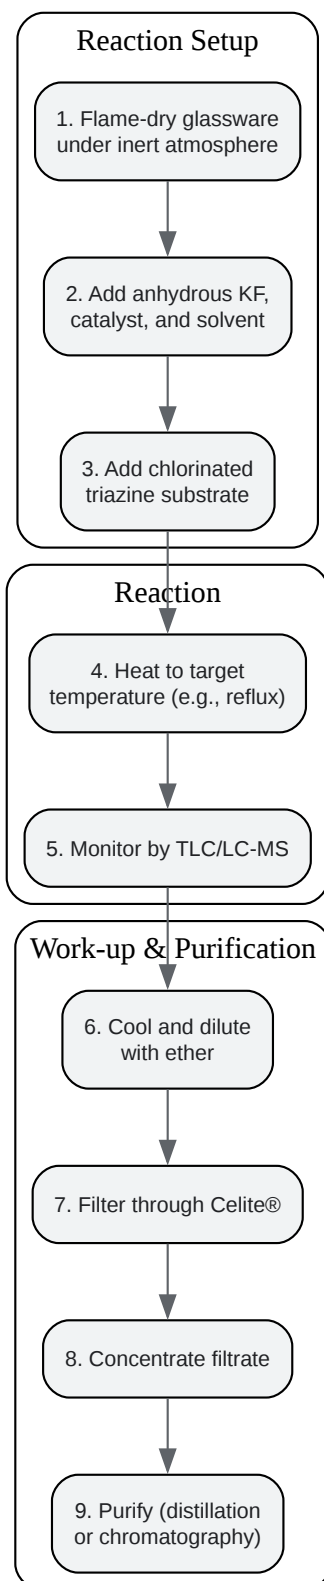 Reaction Setup
1. Flame-dry glassware
under inert atmosphere
2. Add anhydrous KF,
catalyst, and solvent
3. Add chlorinated
triazine substrate
Reaction
4. Heat to target
temperature (e.g., reflux)
5. Monitor by TLC/LC-MS
Work-up & Purification
6. Cool and dilute
with ether
7. Filter through Celite®
8. Concentrate filtrate
9. Purify (distillation
or chromatography)